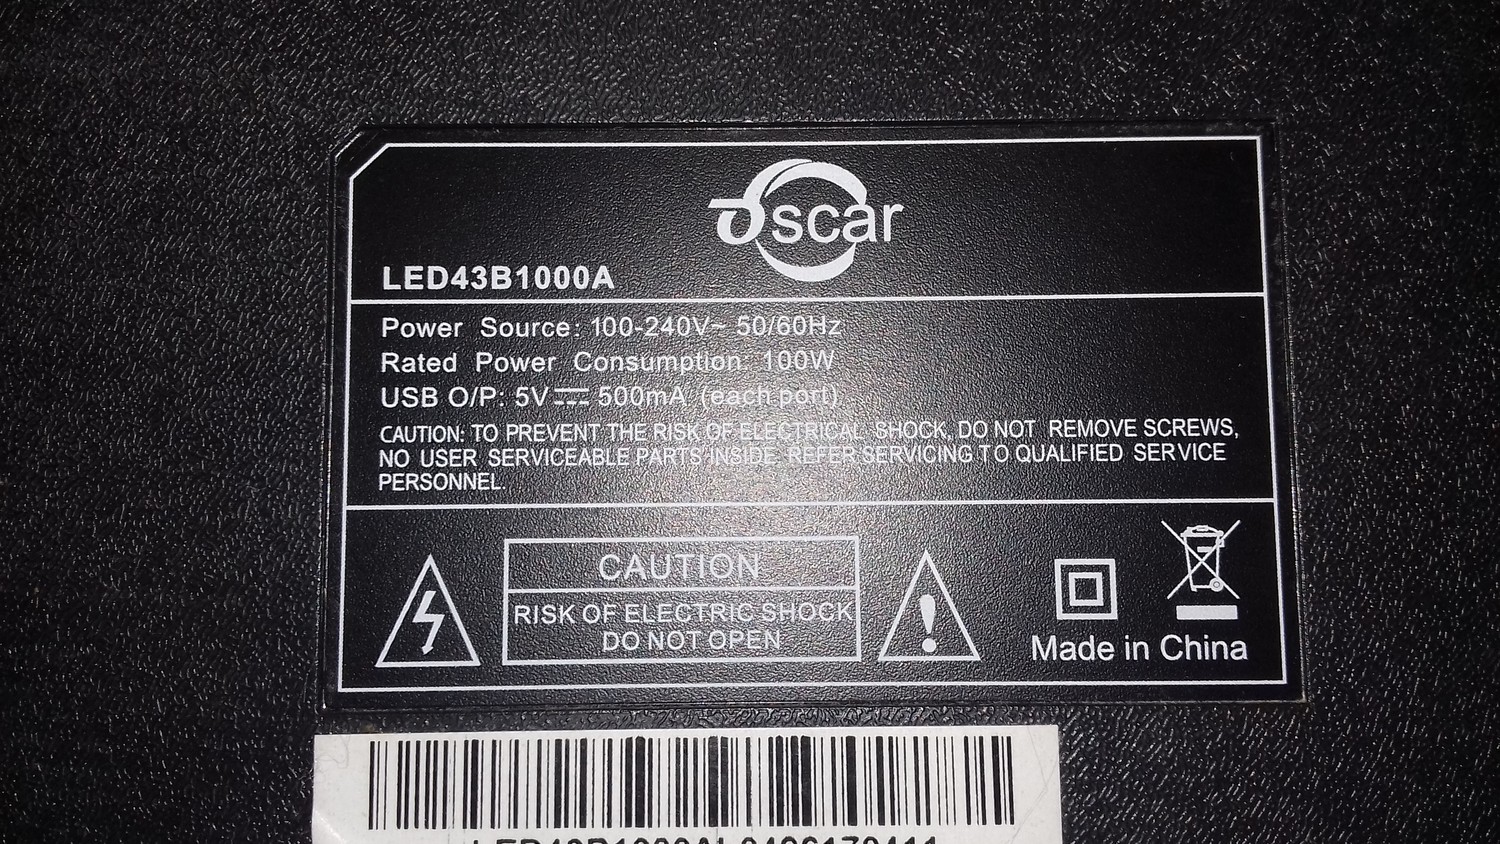 Oscar
LED43B1000A
Power Source: 100-240V~ 50/60Hz
Rated Power Consumption: 100W
USB O/P: 5V⎓ 500mA (each port)
CAUTION: TO PREVENT THE RISK OF ELECTRICAL SHOCK, DO NOT REMOVE SCREWS,
NO USER SERVICEABLE PARTS INSIDE. REFER SERVICING TO QUALIFIED SERVICE
PERSONNEL.
CAUTION
RISK OF ELECTRIC SHOCK
DO NOT OPEN
Made in China